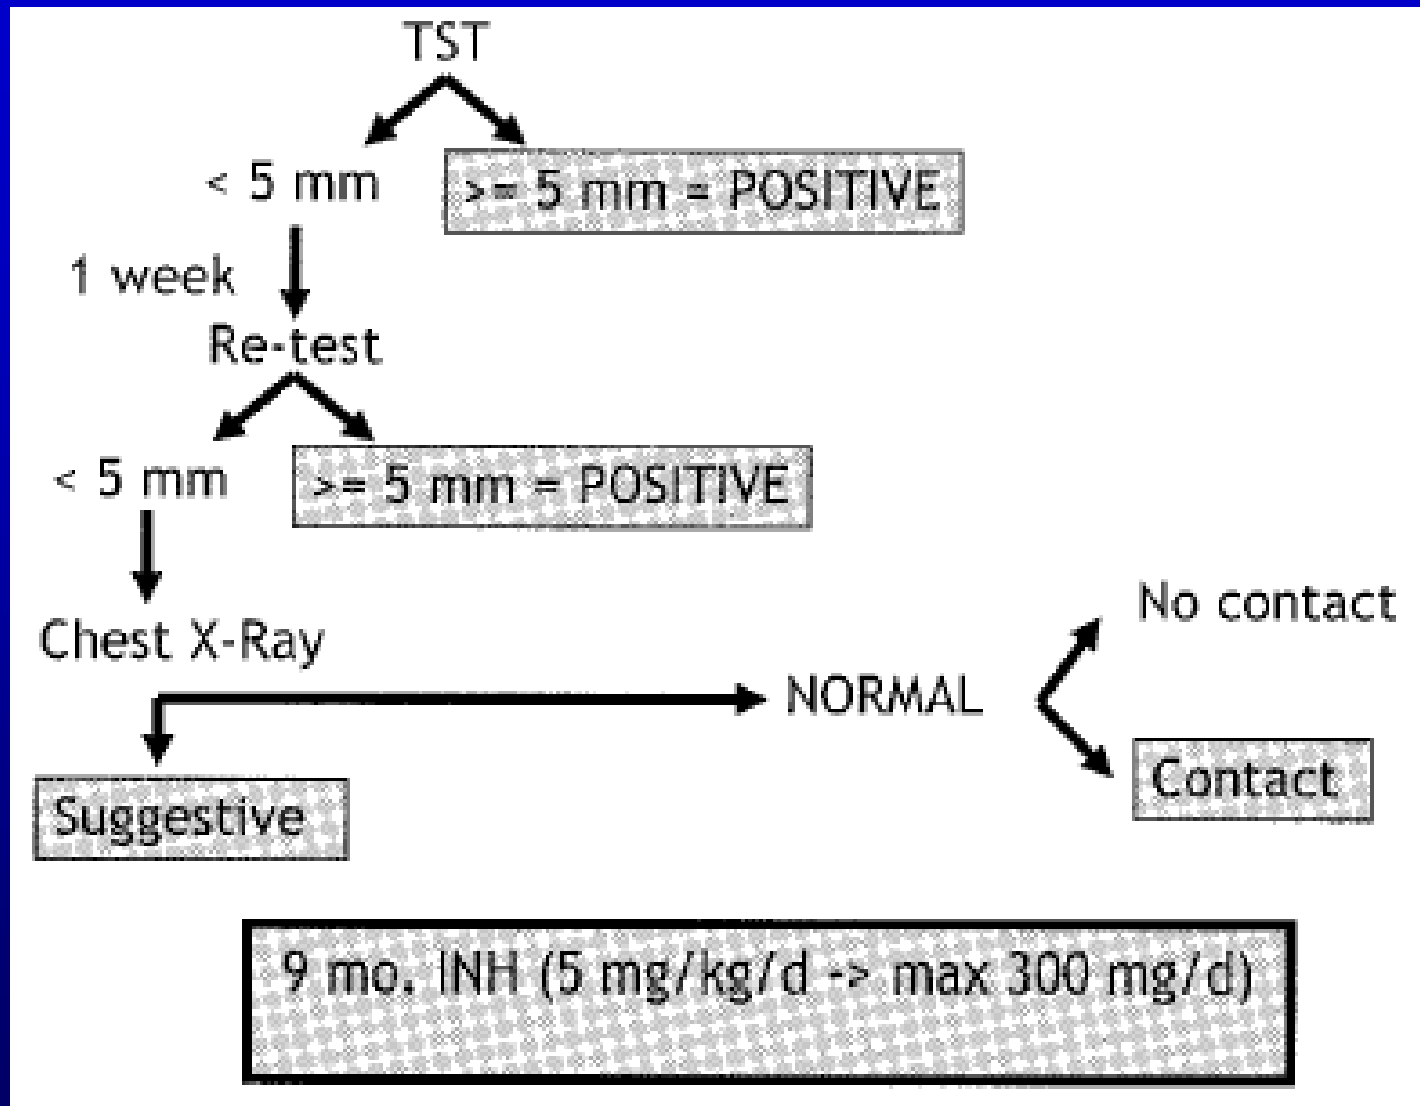 TST
< 5 mm
>= 5 mm = POSITIVE
1 week
Re-test
< 5 mm
>= 5 mm = POSITIVE
Chest X-Ray
No contact
NORMAL
Contact
Suggestive
9 mo. INH (5 mg/kg/d -> max 300 mg/d)